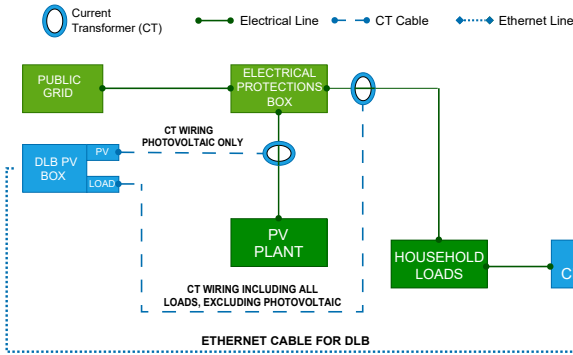 Current
Transformer (CT)
Electrical Line
CT Cable
Ethernet Line
PUBLIC
GRID
ELECTRICAL
PROTECTIONS
BOX
CT WIRING
PHOTOVOLTAIC ONLY
DLB PV
BOX
PV
LOAD
PV
PLANT
HOUSEHOLD
LOADS
C
CT WIRING INCLUDING ALL
LOADS, EXCLUDING PHOTOVOLTAIC
ETHERNET CABLE FOR DLB